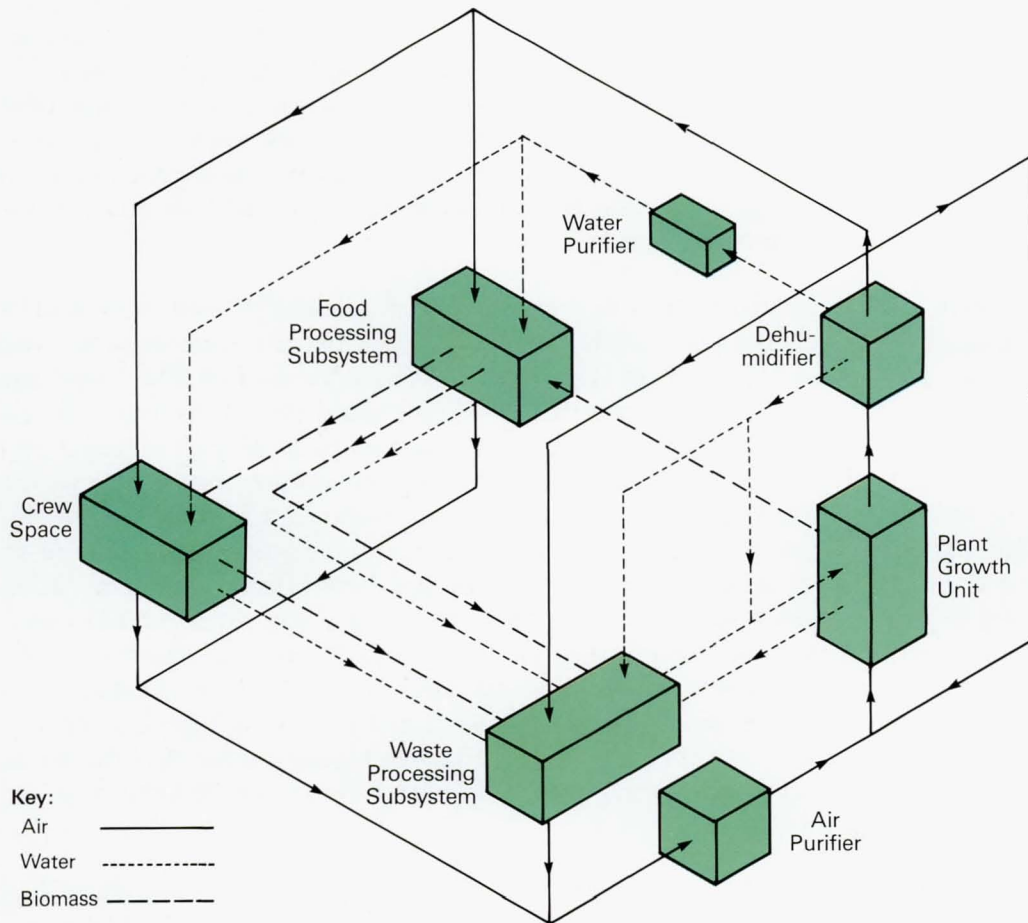 Water
Purifier
Food
Processing
Subsystem
Dehu-
midifier
Crew
Space
Plant
Growth
Unit
Waste
Processing
Subsystem
Air
Purifier
Key:
Air
Water
Biomass